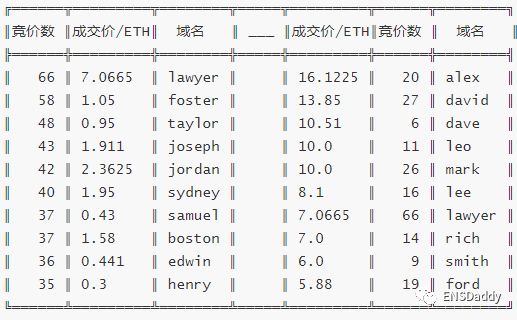 竞价数 成交价/ETH 域名 ___ 成交价/ETH 竞价数 域名
66 7.0665 lawyer 16.1225 20 alex
58 1.05 foster 13.85 27 david
48 0.95 taylor 10.51 6 dave
43 1.911 joseph 10.0 11 leo
42 2.3625 jordan 10.0 26 mark
40 1.95 sydney 8.1 16 lee
37 0.43 samuel 7.0665 66 lawyer
37 1.58 boston 7.0 14 rich
36 0.441 edwin 6.0 9 smith
35 0.3 henry 5.88 19 ford
ENSDaddy